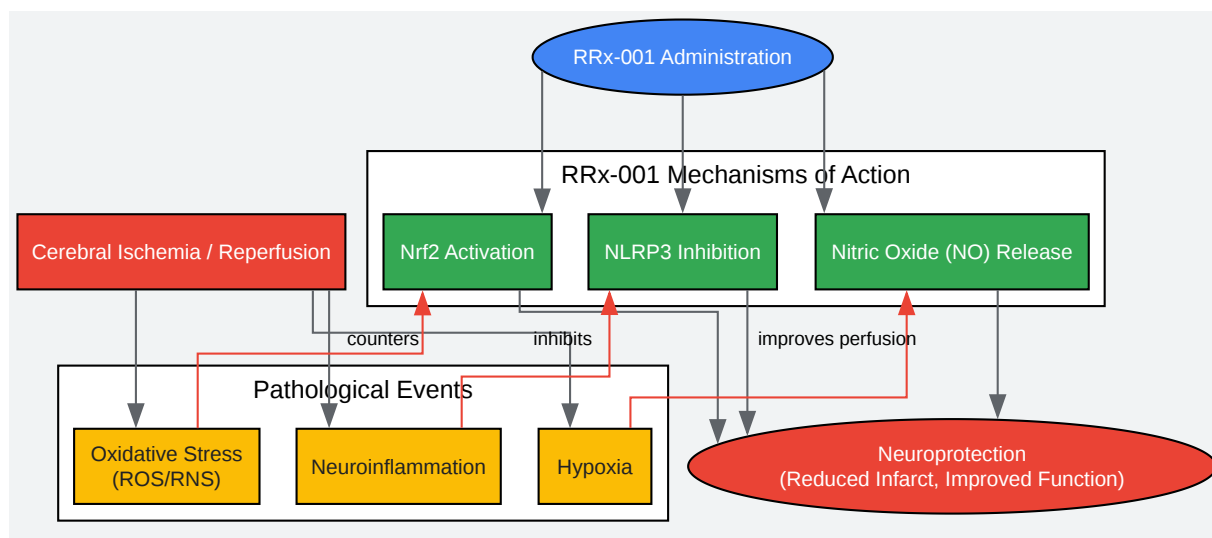 RRx-001 Administration
RRx-001 Mechanisms of Action
Cerebral Ischemia / Reperfusion
Nrf2 Activation
NLRP3 Inhibition
Nitric Oxide (NO) Release
counters
inhibits
improves perfusion
Pathological Events
Oxidative Stress
(ROS/RNS)
Neuroinflammation
Hypoxia
Neuroprotection
(Reduced Infarct, Improved Function)